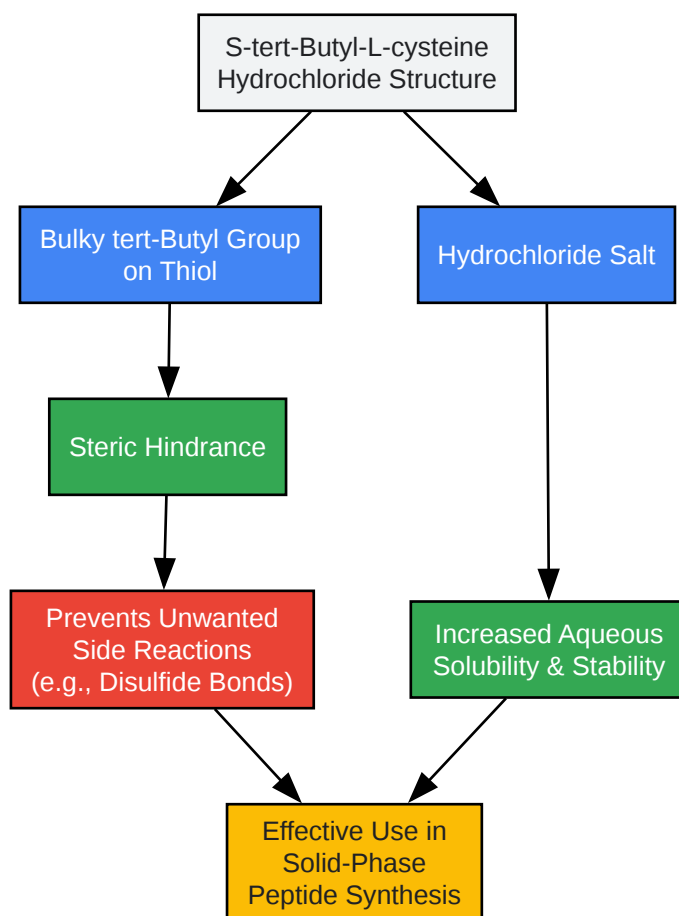 S-tert-Butyl-L-cysteine
Hydrochloride Structure
Bulky tert-Butyl Group
on Thiol
Hydrochloride Salt
Steric Hindrance
Prevents Unwanted
Side Reactions
(e.g., Disulfide Bonds)
Increased Aqueous
Solubility & Stability
Effective Use in
Solid-Phase
Peptide Synthesis